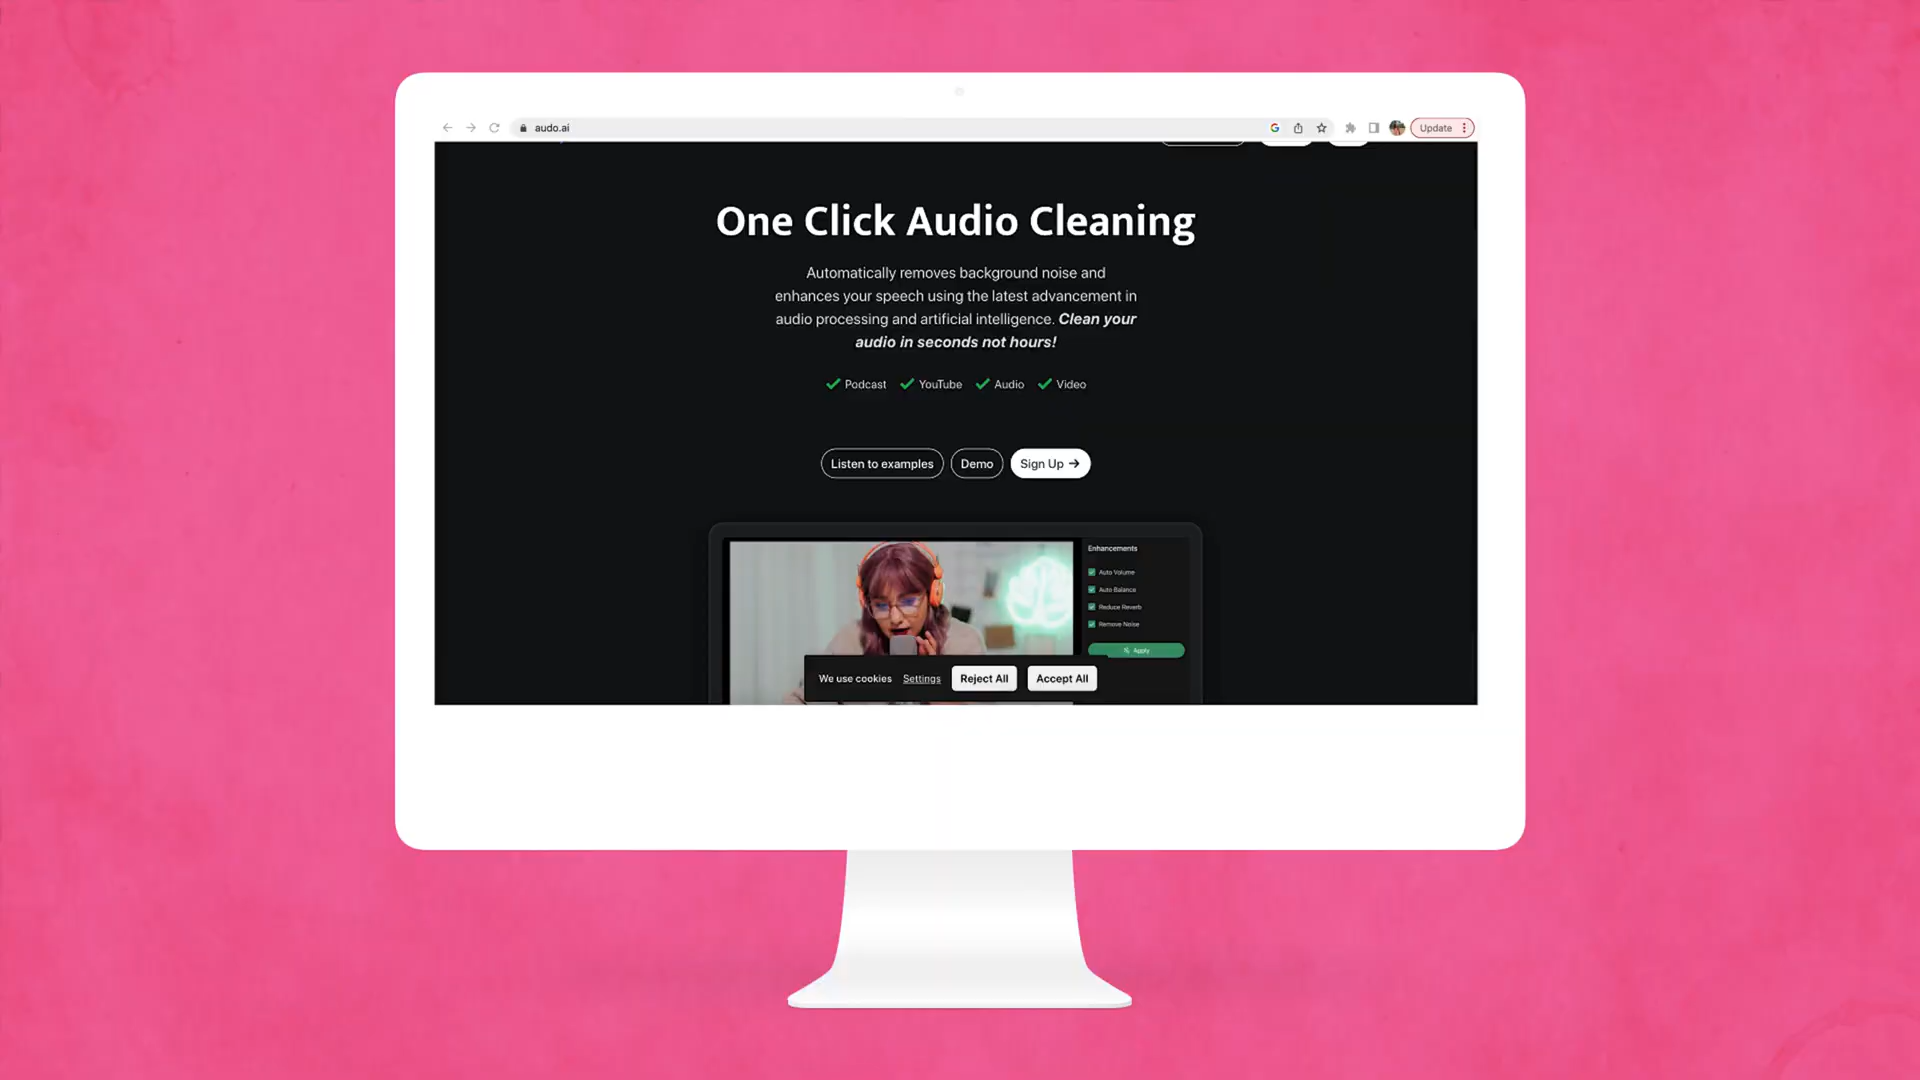 audo.ai
Update
One Click Audio Cleaning
Automatically removes background noise and
enhances your speech using the latest advancement in
audio processing and artificial intelligence. Clean your
audio in seconds not hours!
Podcast YouTube Audio Video
Listen to examples Demo Sign Up →
Enhancements
Auto Volume
Auto Balance
Reduce Reverb
Remove Noise
Apply
We use cookies Settings Reject All Accept All